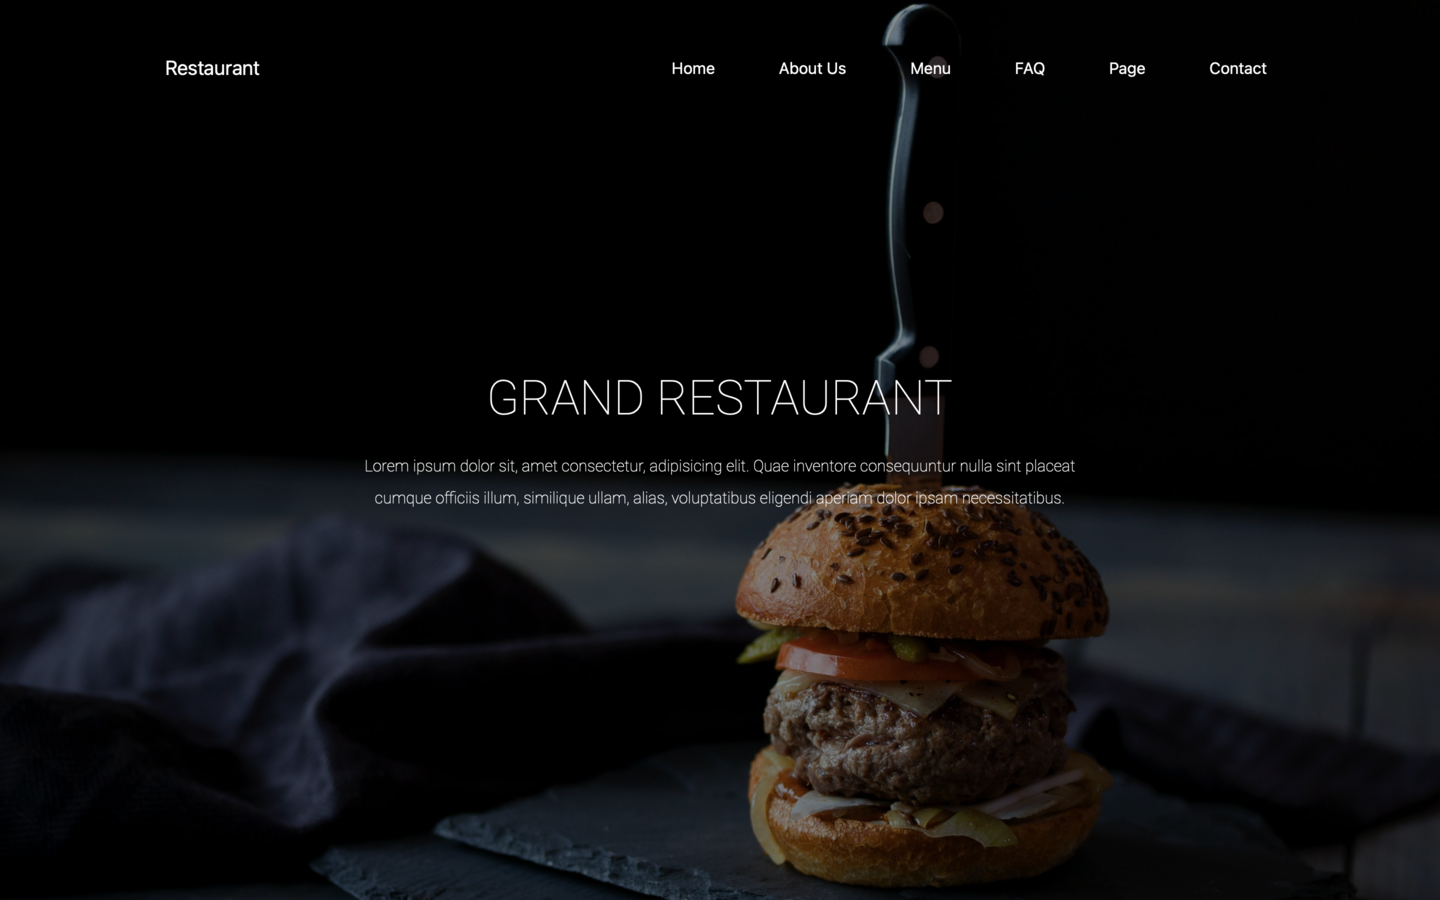 Restaurant
Home About Us Menu FAQ Page Contact
GRAND RESTAURANT
Lorem ipsum dolor sit, amet consectetur, adipisicing elit. Quae inventore consequuntur nulla sint placeat
cumque officiis illum, similique ullam, alias, voluptatibus eligendi aperiam dolor ipsam necessitatibus.